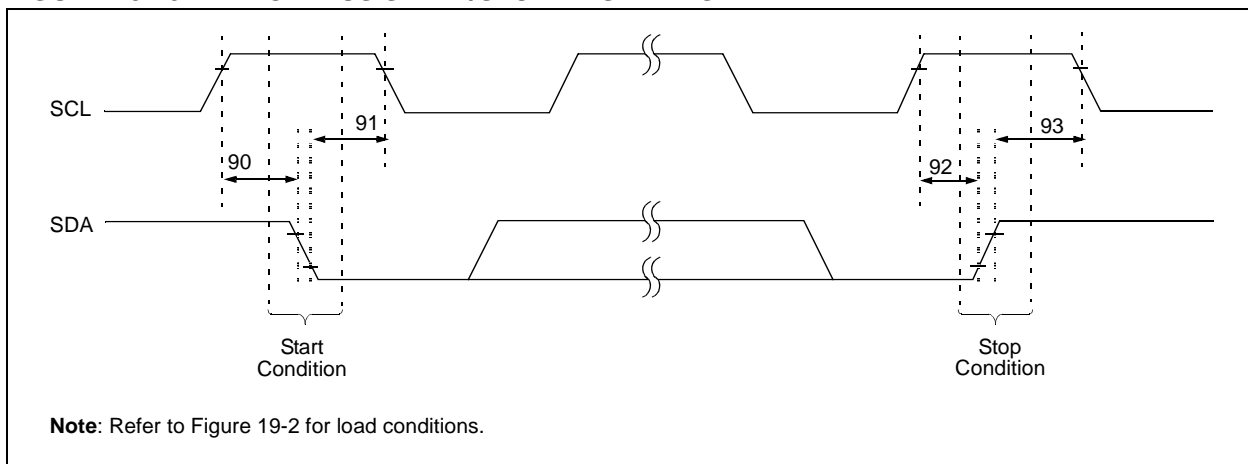 SCL
91
93
90
92
SDA
Start
Condition
Stop
Condition
Note: Refer to Figure 19-2 for load conditions.